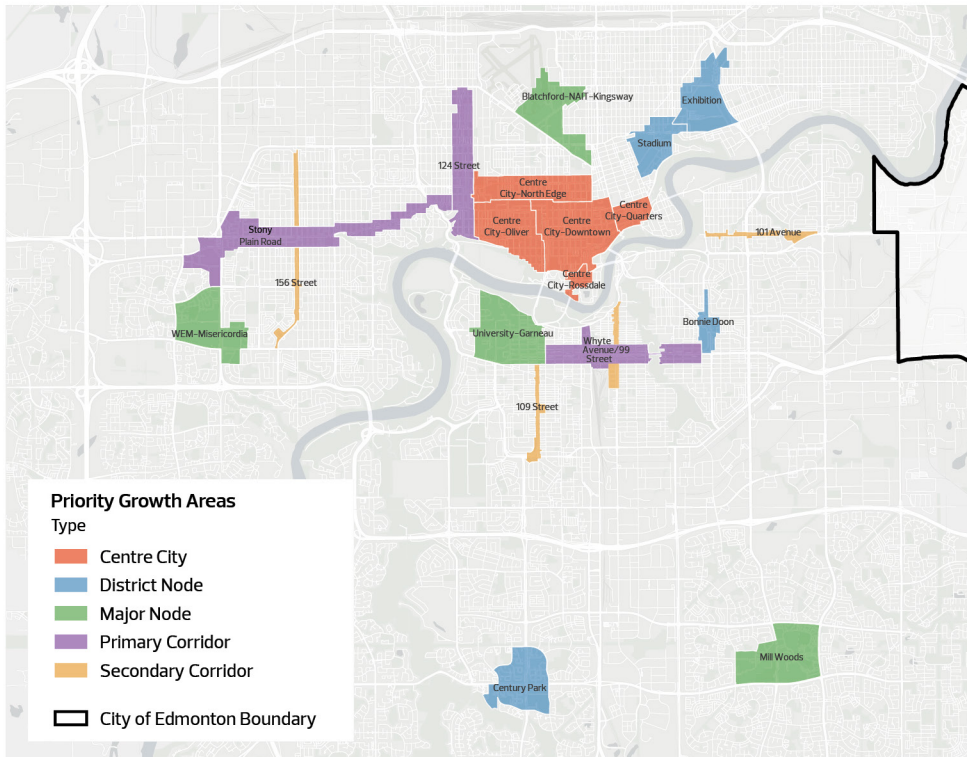 Blatchford-NAIT-Kingsway
Exhibition
Stadium
124 Street
Centre
City-North Edge
Centre
City-Quarters
Centre
City-Oliver
Centre
City-Downtown
Stony
Plain Road
101 Avenue
Centre
City-Rossdale
156 Street
WEM-Misericordia
University-Garneau
Bonnie Doon
Whyte
Avenue/99
Street
109 Street
Priority Growth Areas
Type
Centre City
District Node
Major Node
Primary Corridor
Secondary Corridor
City of Edmonton Boundary
Mill Woods
Century Park